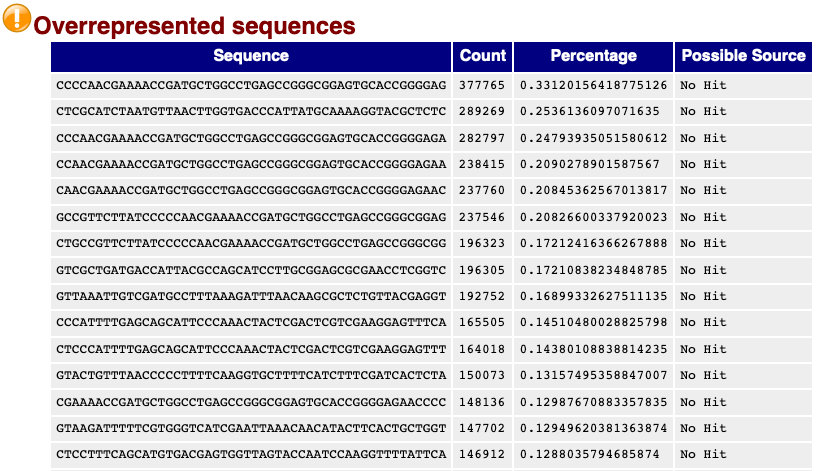 Overrepresented sequences
Sequence Count Percentage Possible Source
CCCCAACGAAAACCGATGCTGGCCTGAGCCGGGCGGAGTGCACCGGGGAG 377765 0.33120156418775126 No Hit
CTCGCATCTAATGTTAACTTGGTGACCCATTATGCAAAAGGTACGCTCTC 289269 0.2536136097071635 No Hit
CCCAACGAAAACCGATGCTGGCCTGAGCCGGGCGGAGTGCACCGGGGAGA 282797 0.24793935051580612 No Hit
CCAACGAAAACCGATGCTGGCCTGAGCCGGGCGGAGTGCACCGGGGAGAA 238415 0.2090278901587567 No Hit
CAACGAAAACCGATGCTGGCCTGAGCCGGGCGGAGTGCACCGGGGAGAAC 237760 0.20845362567013817 No Hit
GCCGTTCTTATCCCCCAACGAAAACCGATGCTGGCCTGAGCCGGGCGGAG 237546 0.20826600337920023 No Hit
CTGCCGTTCTTATCCCCCAACGAAAACCGATGCTGGCCTGAGCCGGGCGG 196323 0.17212416366267888 No Hit
GTCGCTGATGACCATTACGCCAGCATCCTTGCGGAGCGCGAACCTCGGTC 196305 0.17210838234848785 No Hit
GTTAAATTGTCGATGCCTTTAAAGATTTAACAAGCGCTCTGTTACGAGGT 192752 0.16899332627511135 No Hit
CCCATTTTGAGCAGCATTCCCAAACTACTCGACTCGTCGAAGGAGTTTCA 165505 0.14510480028825798 No Hit
CTCCCATTTTGAGCAGCATTCCCAAACTACTCGACTCGTCGAAGGAGTTT 164018 0.14380108838814235 No Hit
GTACTGTTTAACCCCCTTTTCAAGGTGCTTTTCATCTTTCGATCACTCTA 150073 0.13157495358847007 No Hit
CGAAAACCGATGCTGGCCTGAGCCGGGCGGAGTGCACCGGGGAGAACCCC 148136 0.12987670883357835 No Hit
GTAAGATTTTTCGTGGGTCATCGAATTAAACAACATACTTCACTGCTGGT 147702 0.12949620381363874 No Hit
CTCCTTTCAGCATGTGACGAGTGGTTAGTACCAATCCAAGGTTTTATTCA 146912 0.1288035794685874 No Hit